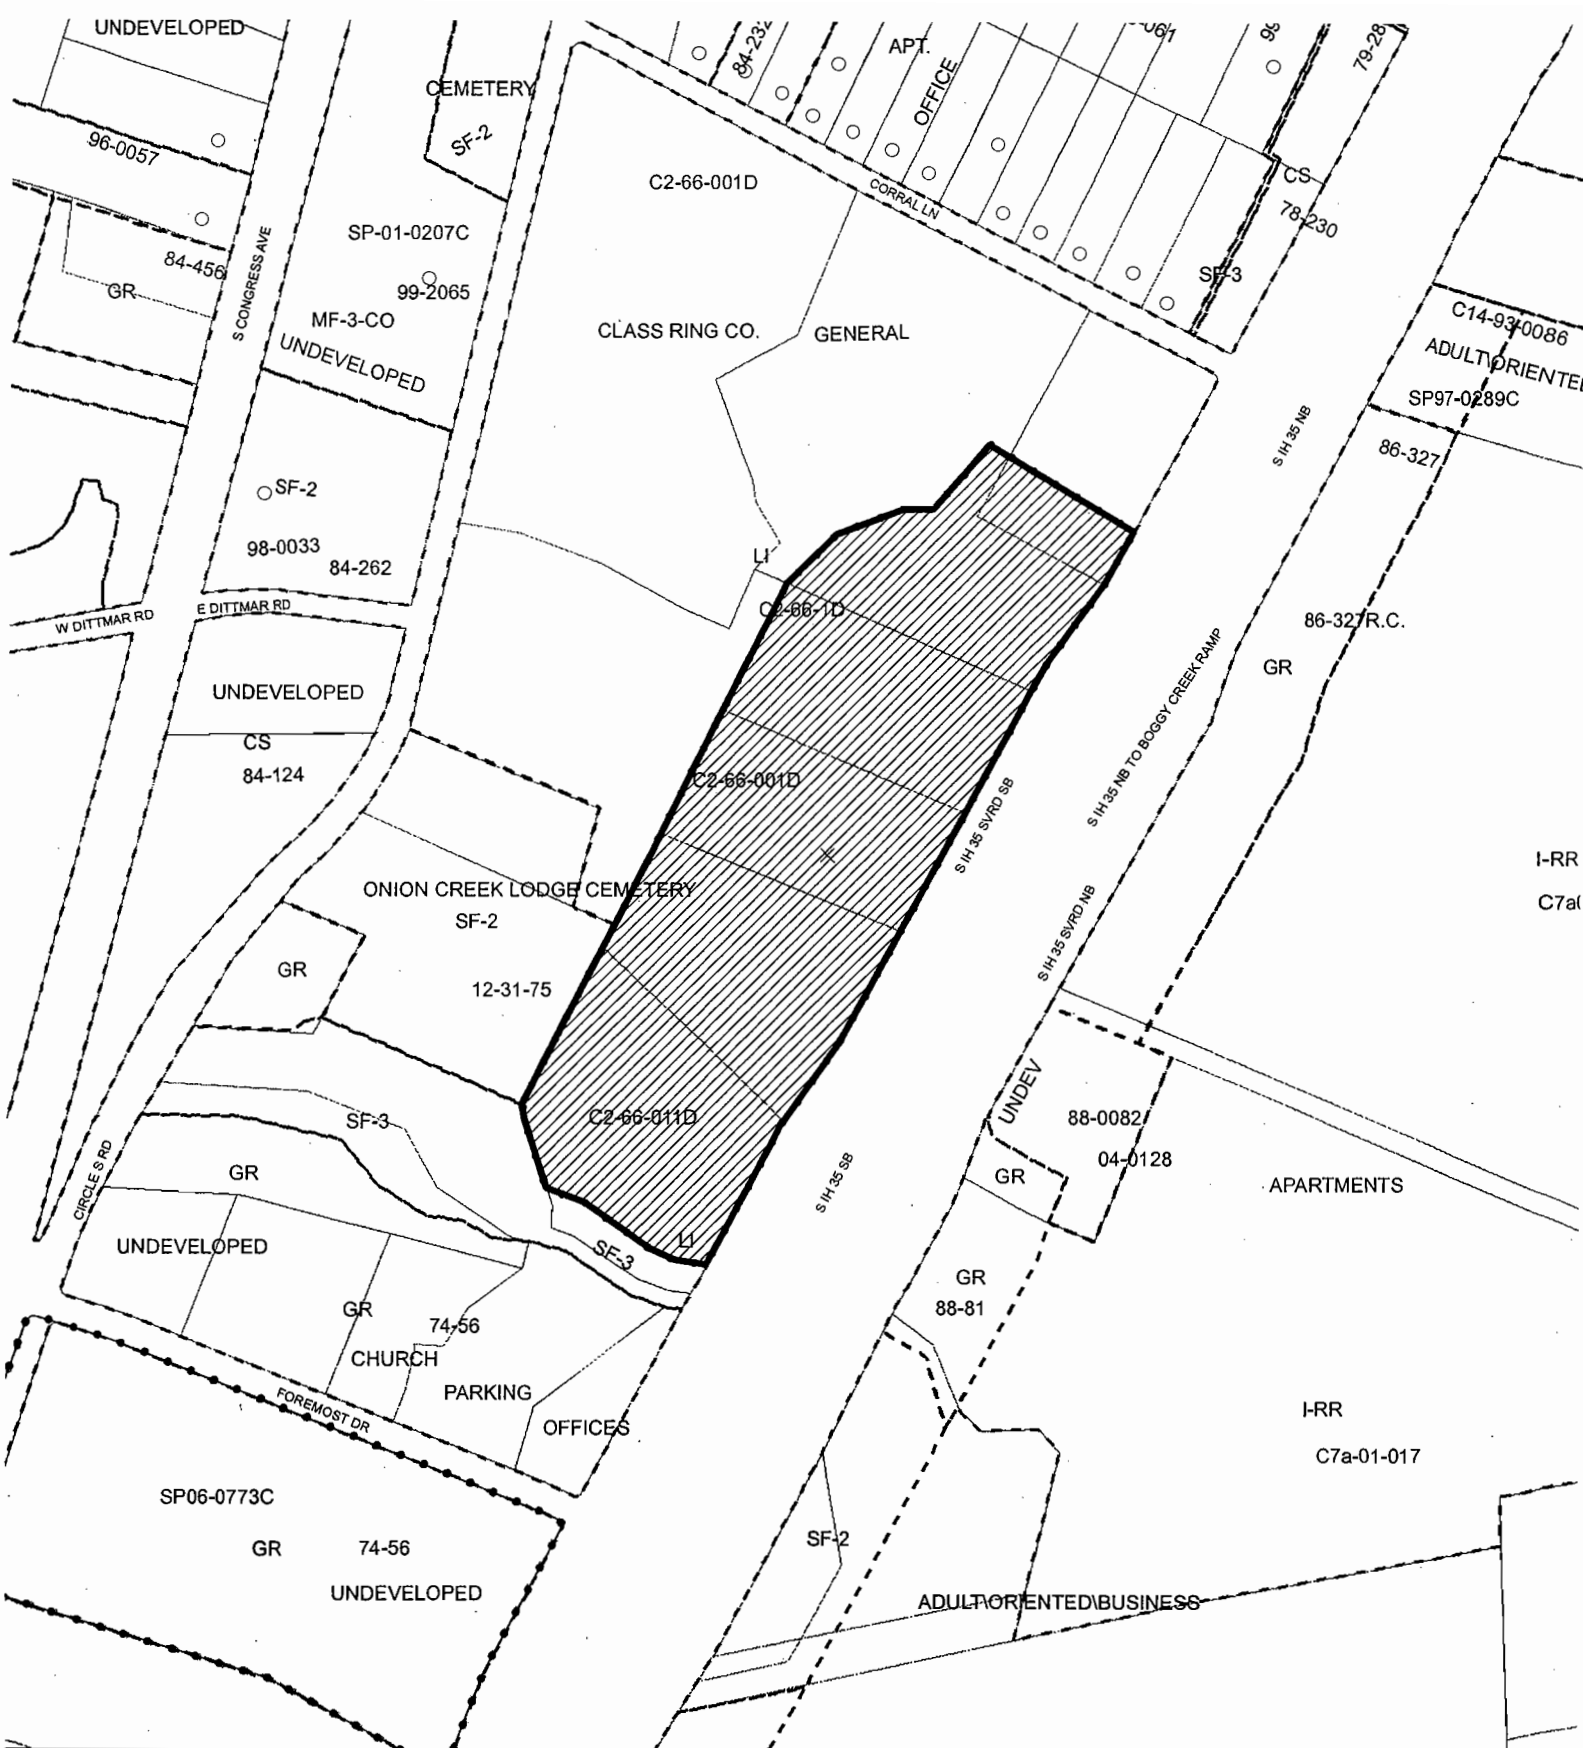 UNDEVELOPED
84-232
APT.
OFFICE
79-28
CEMETERY
SF-2
96-0057
C2-66-001D
CORRAL LN
CS
78-230
SP-01-0207C
84-456
S CONGRESS AVE
SF-3
99-2065
GR
MF-3-CO
UNDEVELOPED
CLASS RING CO.
GENERAL
C14-93-0086
ADULT\ORIENTED
SP97-0289C
S IH 35 NB
86-327
SF-2
98-0033
84-262
LI
W DITTMAR RD
E DITTMAR RD
C2-66-1D
86-327R.C.
GR
UNDEVELOPED
CS
84-124
C2-66-001D
S IH 35 NB TO BOGGY CREEK RAMP
S IH 35 SVRD SB
I-RR
ONION CREEK LODGE CEMETERY
SF-2
S IH 35 SVRD NB
GR
12-31-75
UNDEV
SF-3
C2-66-011D
88-0082
04-0128
CIRCLE S RD
GR
S IH 35 SB
GR
APARTMENTS
UNDEVELOPED
SF-3
LI
GR
88-81
GR
74-56
CHURCH
PARKING
FOREMOST DR
OFFICES
I-RR
C7a-01-017
SP06-0773C
GR
74-56
UNDEVELOPED
SF-2
ADULT\ORIENTED\BUSINESS